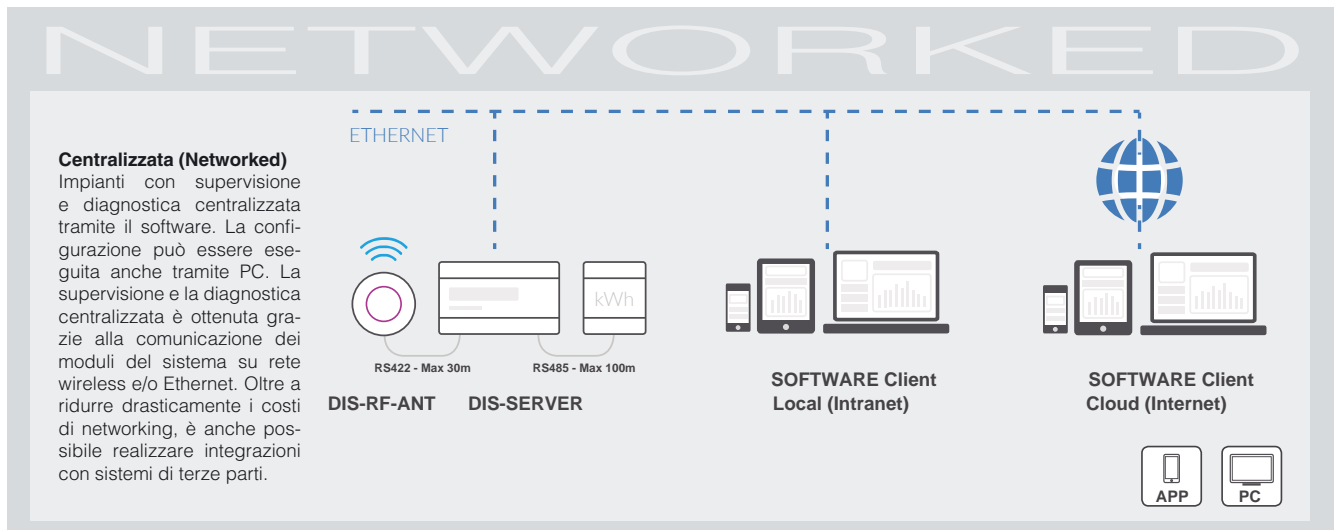 NETWORKED
Centralizzata (Networked)
Impianti con supervisione
e diagnostica centralizzata
tramite il software. La confi-
gurazione può essere ese-
guita anche tramite PC. La
supervisione e la diagnostica
centralizzata è ottenuta gra-
zie alla comunicazione dei
moduli del sistema su rete
wireless e/o Ethernet. Oltre a
ridurre drasticamente i costi
di networking, è anche pos-
sibile realizzare integrazioni
con sistemi di terze parti.
ETHERNET
kWh
RS422 - Max 30m
RS485 - Max 100m
DIS-RF-ANT
DIS-SERVER
SOFTWARE Client
Local (Intranet)
SOFTWARE Client
Cloud (Internet)
APP
PC